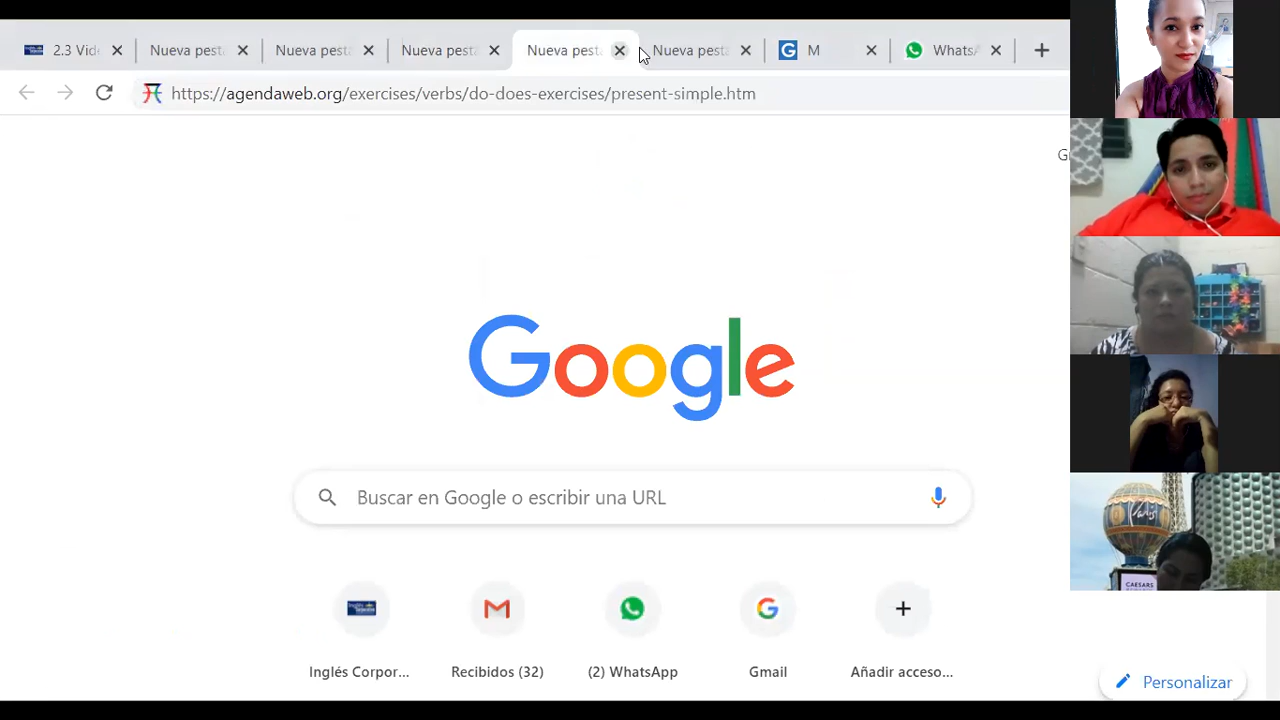 2.3 Vid
Nueva pest
Nueva pest
Nueva pest
Nueva pest
Nueva pest
M
WhatsA
https://agendaweb.org/exercises/verbs/do-does-exercises/present-simple.htm
G
Google
Buscar en Google o escribir una URL
Inglés Corpor...
Recibidos (32)
(2) WhatsApp
Gmail
Añadir acceso...
Personalizar
Paris
CAESARS